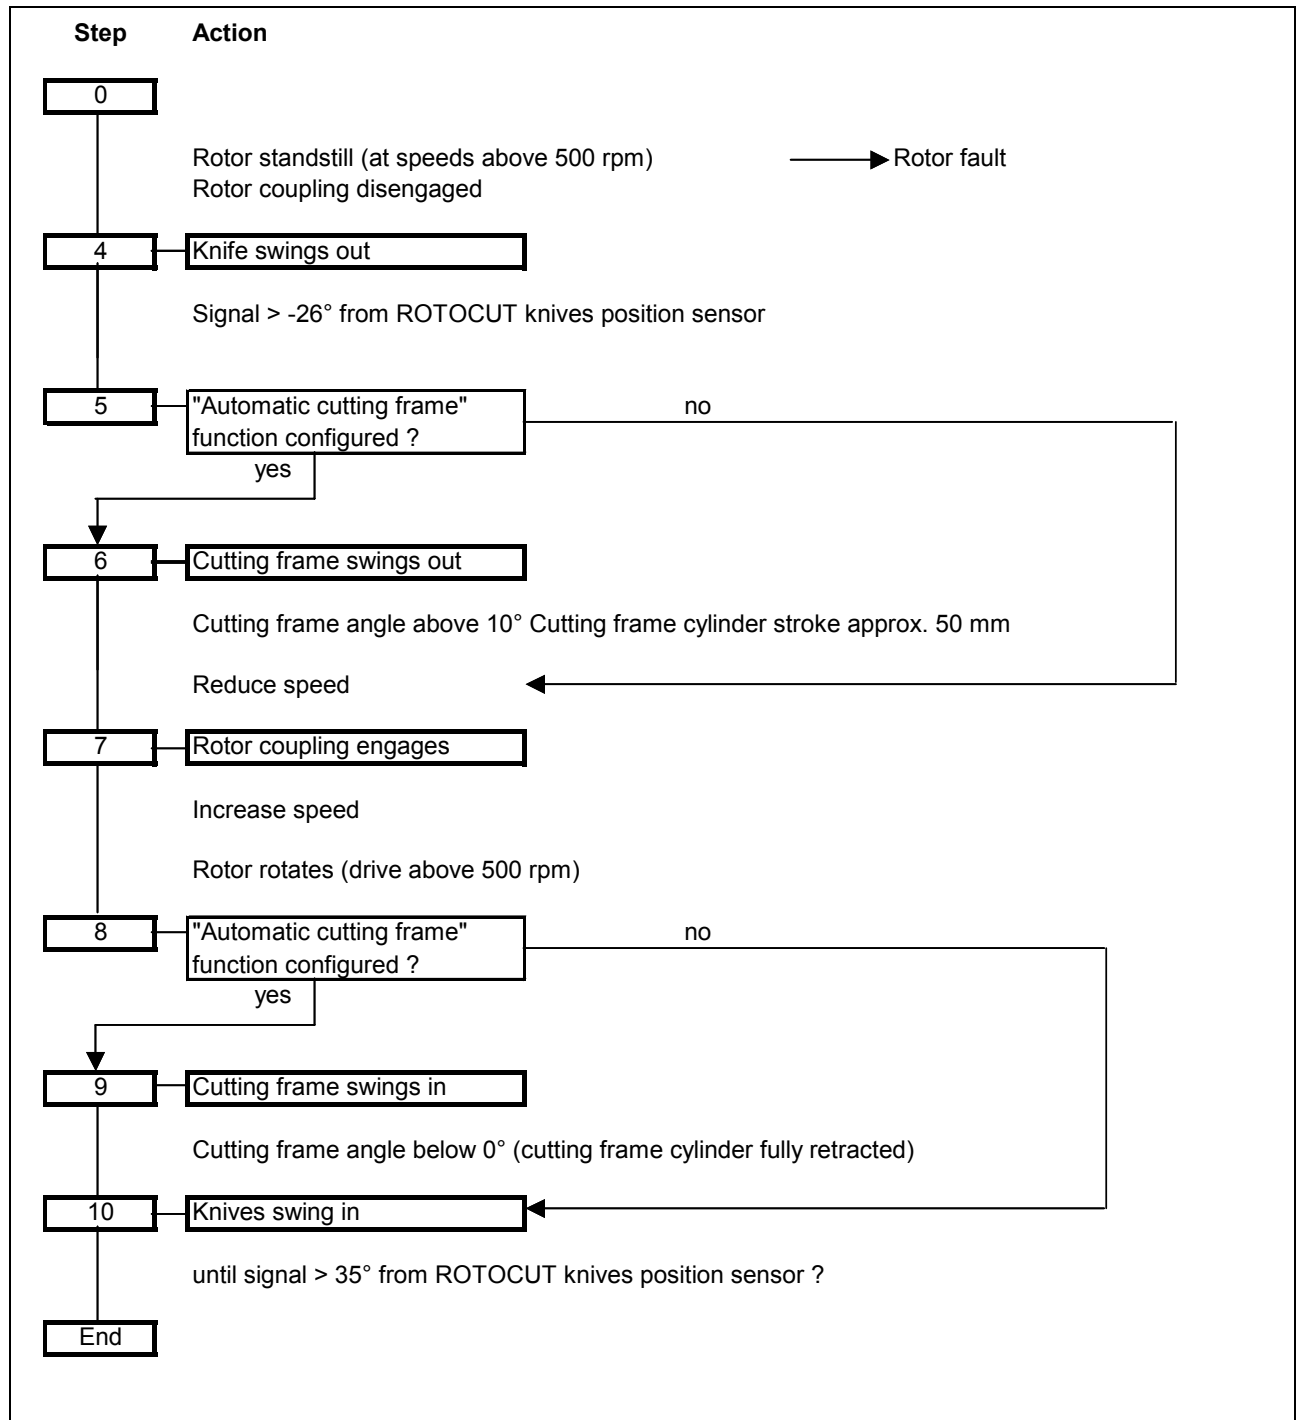 Step Action
0
Rotor standstill (at speeds above 500 rpm) Rotor fault
Rotor coupling disengaged
4 Knife swings out
Signal > -26° from ROTOCUT knives position sensor
5 "Automatic cutting frame" no
function configured ?
yes
6 Cutting frame swings out
Cutting frame angle above 10° Cutting frame cylinder stroke approx. 50 mm
Reduce speed
7 Rotor coupling engages
Increase speed
Rotor rotates (drive above 500 rpm)
8 "Automatic cutting frame" no
function configured ?
yes
9 Cutting frame swings in
Cutting frame angle below 0° (cutting frame cylinder fully retracted)
10 Knives swing in
until signal > 35° from ROTOCUT knives position sensor ?
End